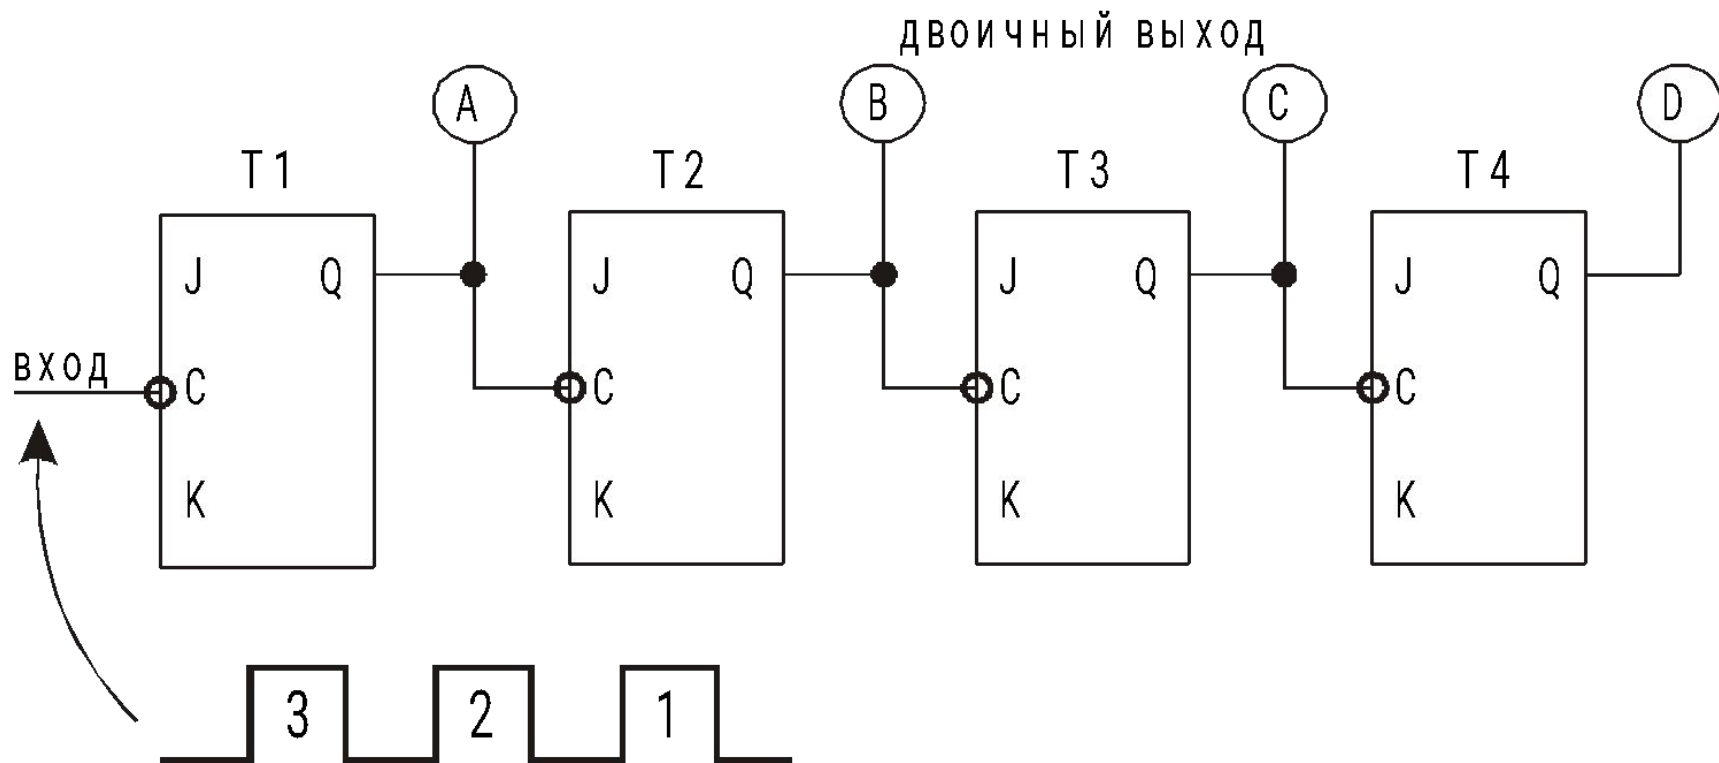 двоичный выход
A B C D
T1 T2 T3 T4
J Q J Q J Q J Q
вход
C C C C
K K K K
3 2 1